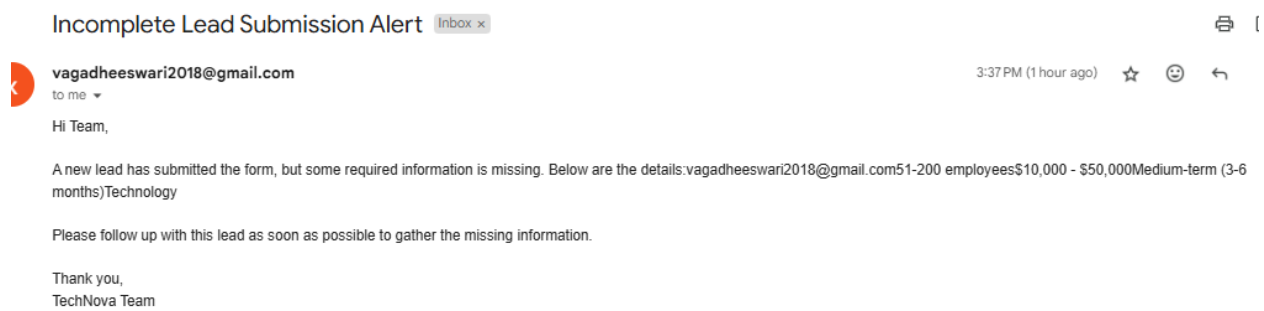 Incomplete Lead Submission Alert Inbox ×
vagadheeswari2018@gmail.com 3:37 PM (1 hour ago)
to me
Hi Team,
A new lead has submitted the form, but some required information is missing. Below are the details:vagadheeswari2018@gmail.com51-200 employees$10,000 - $50,000Medium-term (3-6
months)Technology
Please follow up with this lead as soon as possible to gather the missing information.
Thank you,
TechNova Team